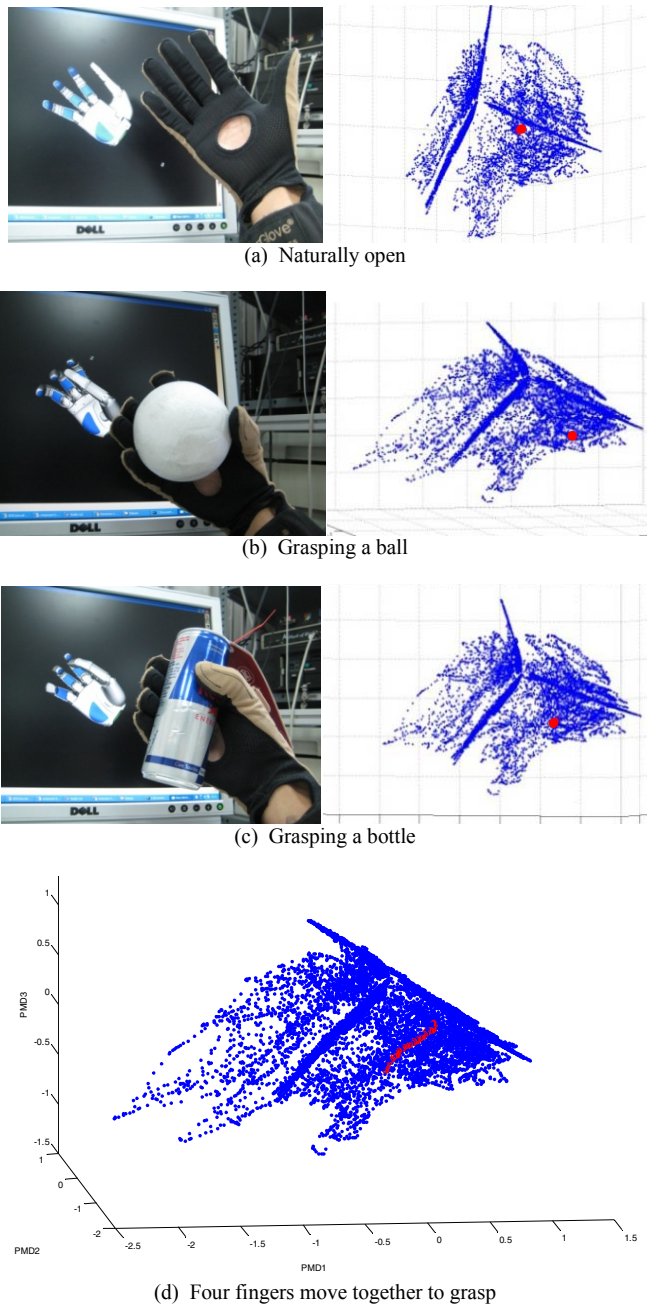 DELL
Glove®
(a) Naturally open
DELL
(b) Grasping a ball
ENERG
DELL
(c) Grasping a bottle
1
0.5
0
-0.5
-1
-1.5
PMD3
1
0
-1
-2
PMD2
-2.5
-2
-1.5
-1
-0.5
0
0.5
1
1.5
PMD1
(d) Four fingers move together to grasp